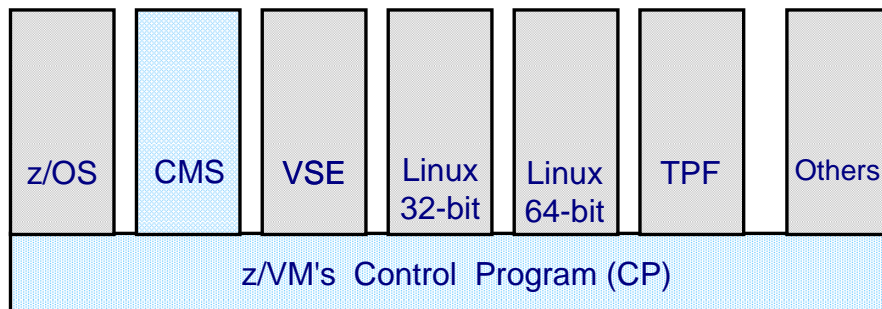 z/OS
CMS
VSE
Linux
32-bit
Linux
64-bit
TPF
Others
z/VM's Control Program (CP)